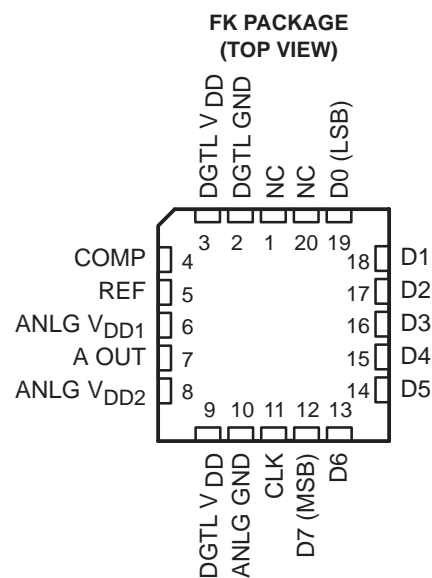 FK PACKAGE
(TOP VIEW)
DGTL V DD
DGTL GND
NC
NC
D0 (LSB)
3 2 1 20 19
COMP 4
REF 5
ANLG VDD1 6
A OUT 7
ANLG VDD2 8
18 D1
17 D2
16 D3
15 D4
14 D5
9 10 11 12 13
DGTL V DD
ANLG GND
CLK
D7 (MSB)
D6